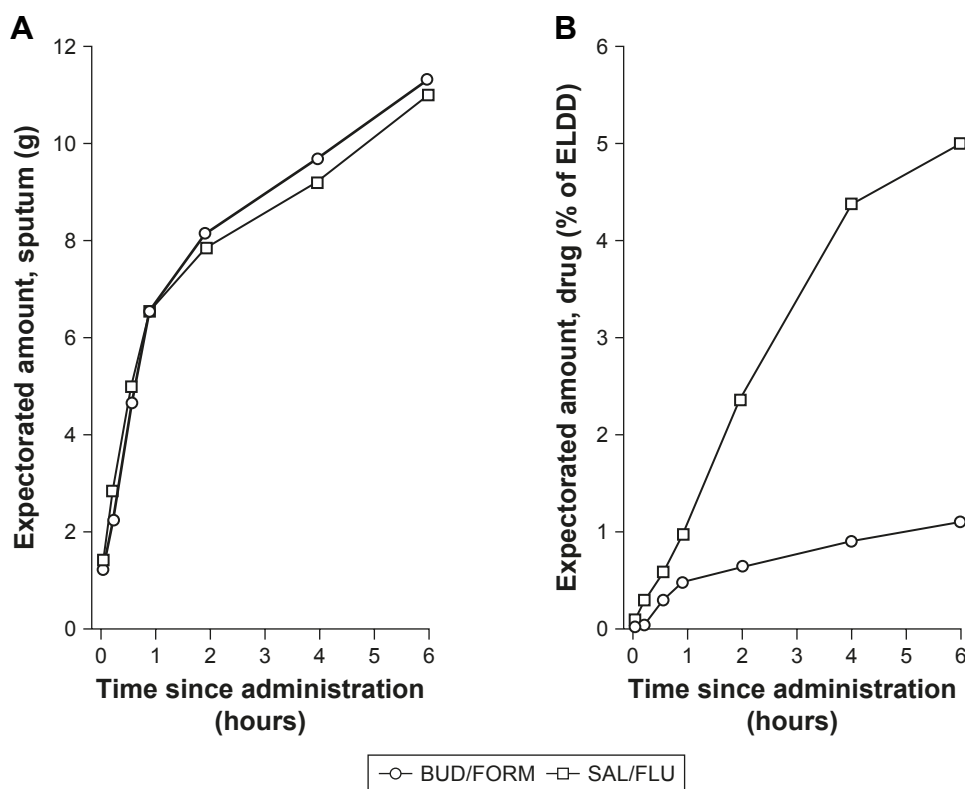 A
Expectorated amount, sputum (g)
12
10
8
6
4
2
0
0 1 2 3 4 5 6
Time since administration
(hours)
B
Expectorated amount, drug (% of ELDD)
6
5
4
3
2
1
0
0 1 2 3 4 5 6
Time since administration
(hours)
BUD/FORM SAL/FLU